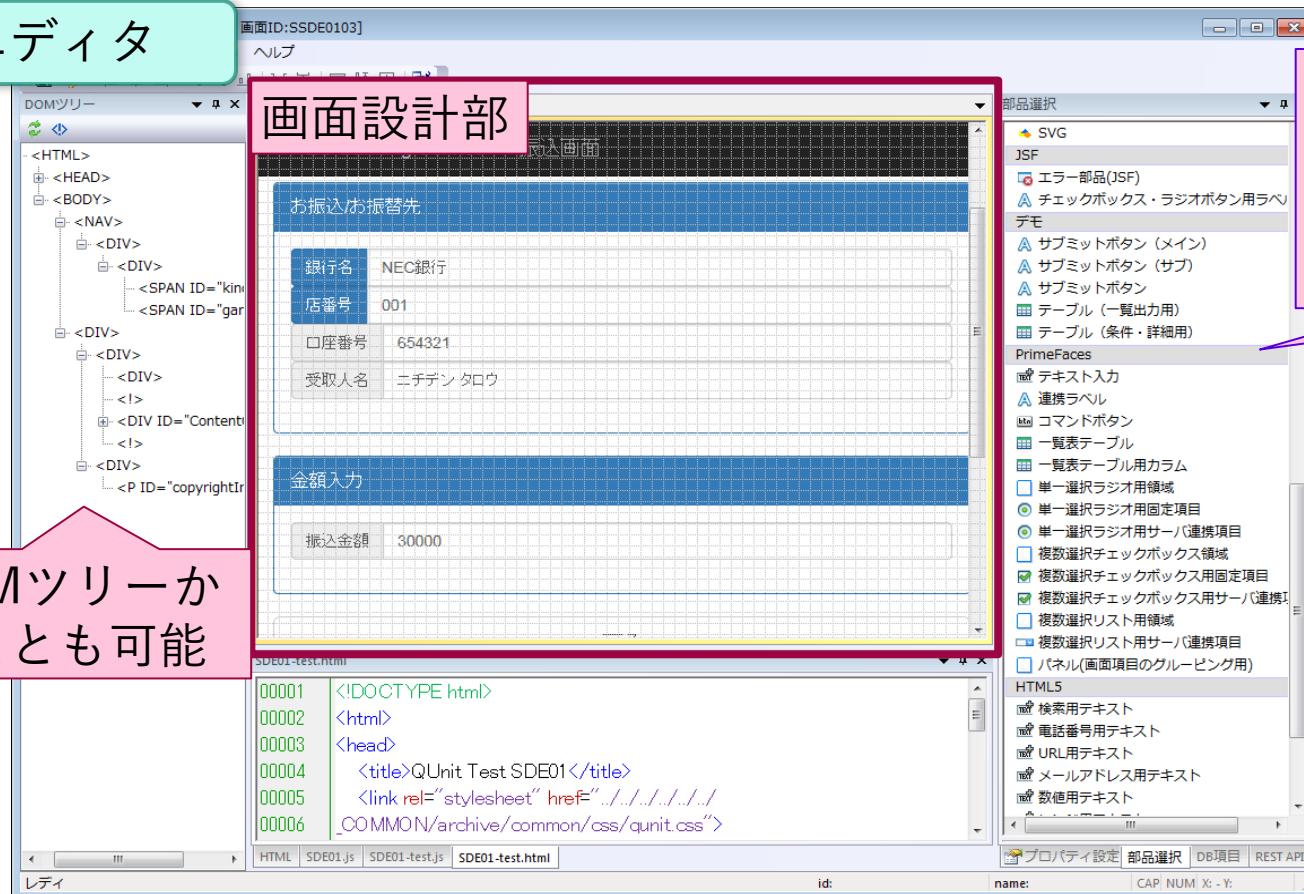 エディタ
画面ID:SSDE0103]
ヘルプ
DOMツリー
画面設計部
振込画面
部品選択
<HTML>
<HEAD>
<BODY>
<NAV>
<DIV>
<DIV>
<SPAN ID="kin
<SPAN ID="gar
<DIV>
<DIV>
<DIV>
<!>
<DIV ID="Content
<!>
<DIV>
<P ID="copyrightIr
Mツリーか
とも可能
お振込/お振替先
銀行名 NEC銀行
店番号 001
口座番号 654321
受取人名 ニチデン タロウ
金額入力
振込金額 30000
SVG
JSF
エラー部品(JSF)
チェックボックス・ラジオボタン用ラベル
デモ
サブミットボタン（メイン）
サブミットボタン（サブ）
サブミットボタン
テーブル（一覧出力用）
テーブル（条件・詳細用）
PrimeFaces
テキスト入力
連携ラベル
コマンドボタン
一覧表テーブル
一覧表テーブル用カラム
単一選択ラジオ用領域
単一選択ラジオ用固定項目
単一選択ラジオ用サーバ連携項目
複数選択チェックボックス領域
複数選択チェックボックス用固定項目
複数選択チェックボックス用サーバ連携
複数選択リスト用領域
複数選択リスト用サーバ連携項目
パネル(画面項目のグルーピング用)
HTML5
検索用テキスト
電話番号用テキスト
URL用テキスト
メールアドレス用テキスト
数値用テキスト
SDE01-test.html
00001 <!DOCTYPE html>
00002 <html>
00003 <head>
00004 <title>QUnit Test SDE01</title>
00005 <link rel="stylesheet" href="../../../../../../
00006 _COMMON/archive/common/css/qunit.css">
HTML SDE01.js SDE01-test.js SDE01-test.html
プロパティ設定 部品選択 DB項目 REST API
レディ id: name: CAP NUM X: - Y: